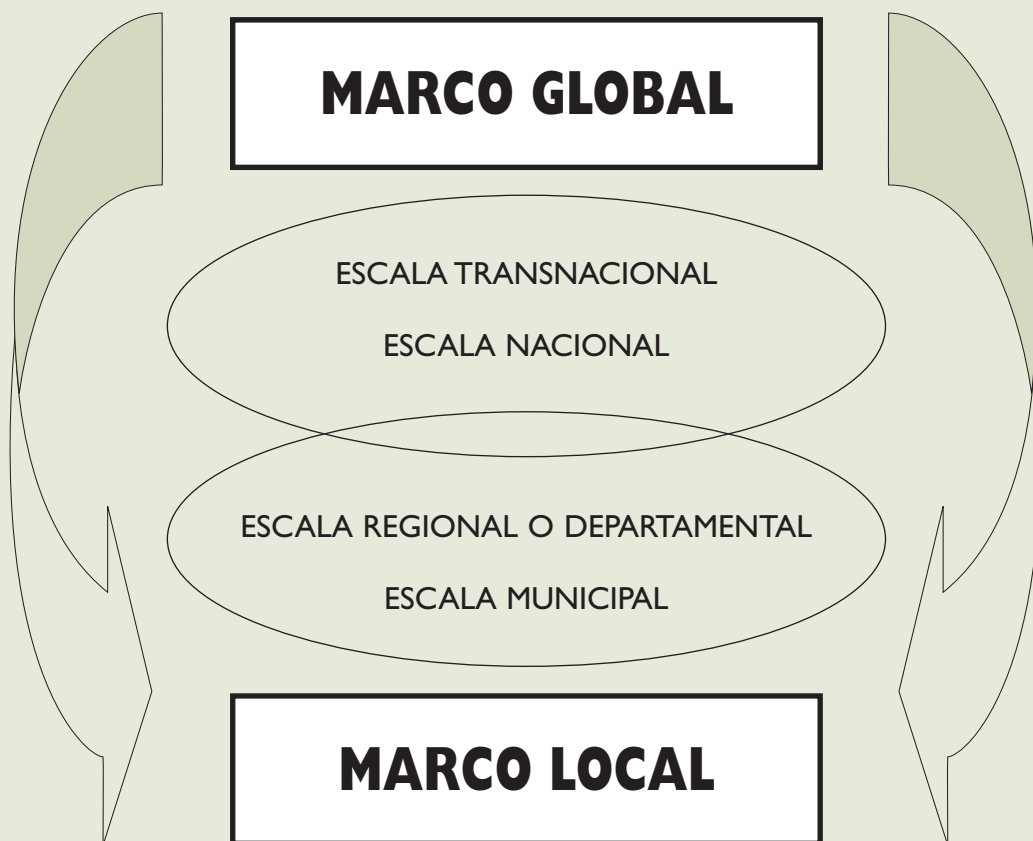 MARCO GLOBAL
ESCALA TRANSNACIONAL
ESCALA NACIONAL
ESCALA REGIONAL O DEPARTAMENTAL
ESCALA MUNICIPAL
MARCO LOCAL